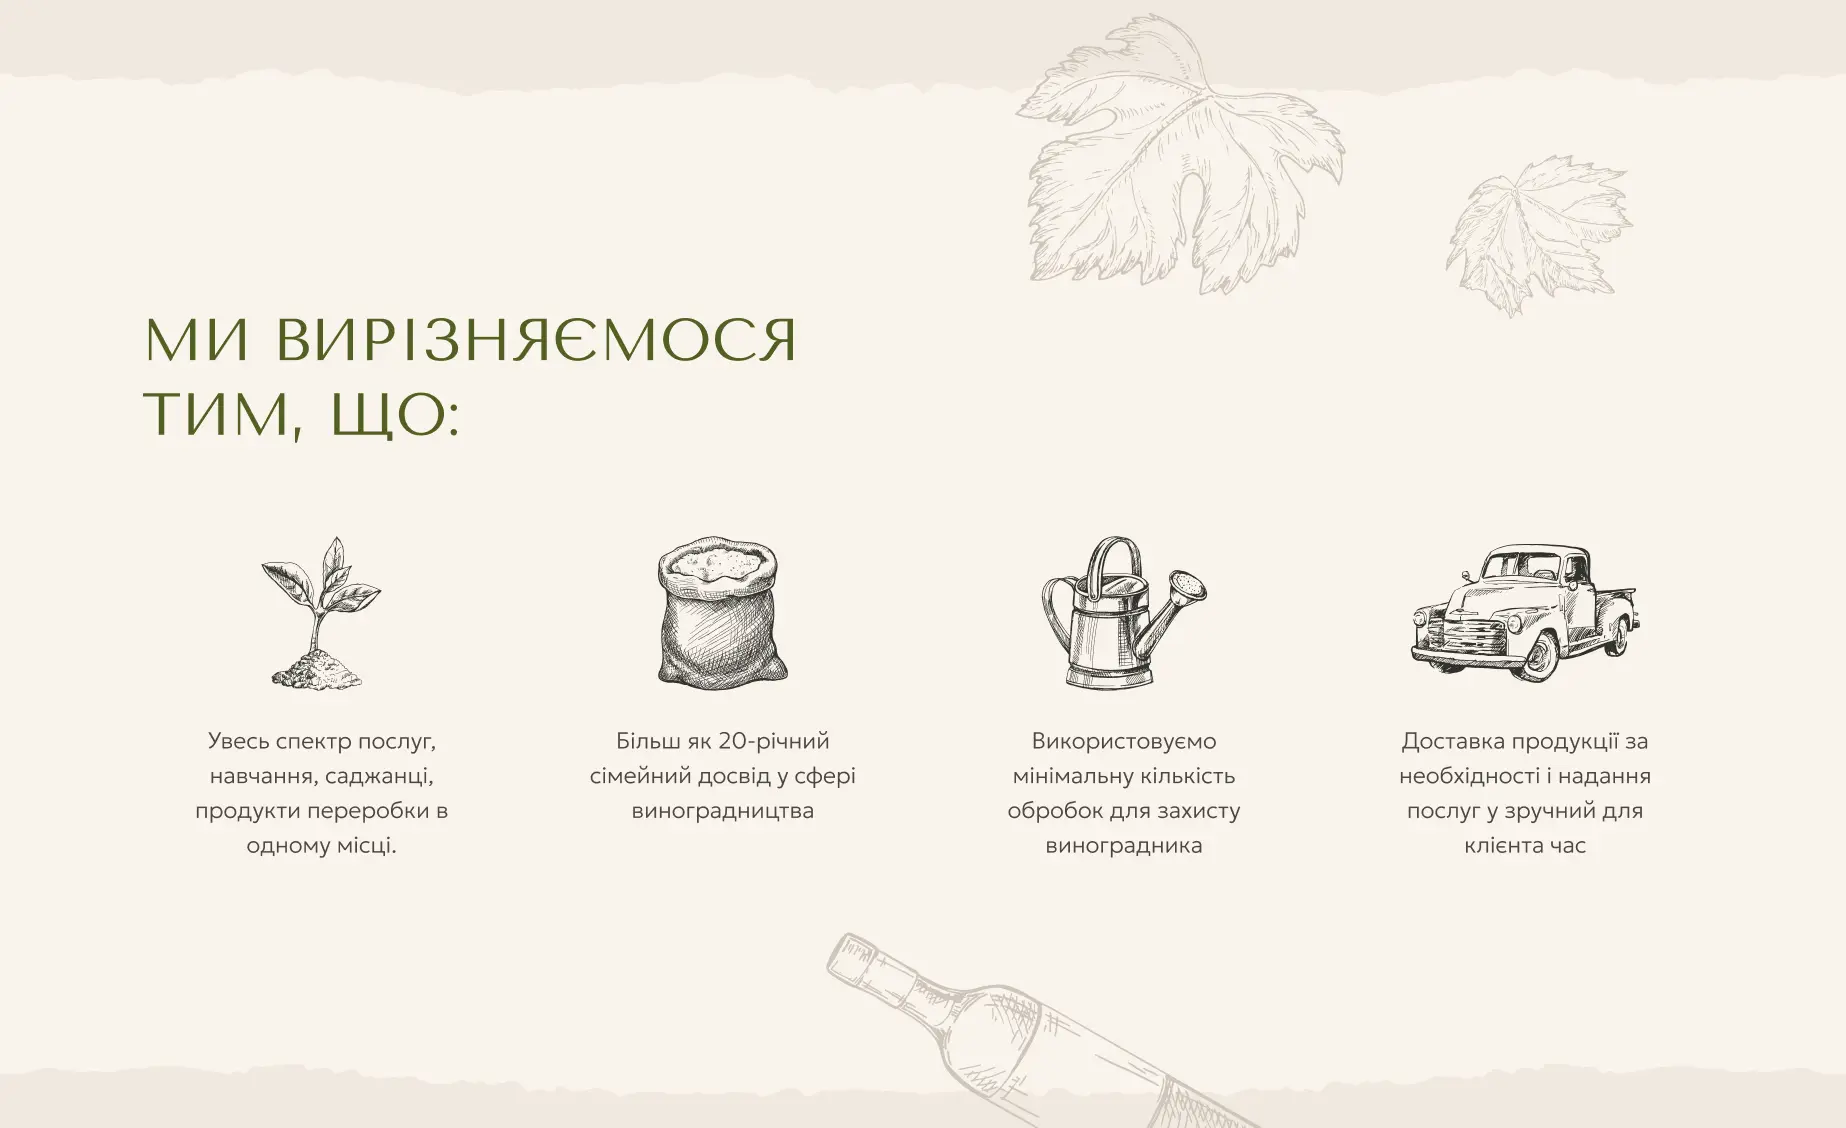 МИ ВИРІЗНЯЄМОСЯ
ТИМ, ЩО:
Увесь спектр послуг,
навчання, саджанці,
продукти переробки в
одному місці.
Більш як 20-річний
сімейний досвід у сфері
виноградництва
Використовуємо
мінімальну кількість
обробок для захисту
виноградника
Доставка продукції за
необхідності і надання
послуг у зручний для
клієнта час